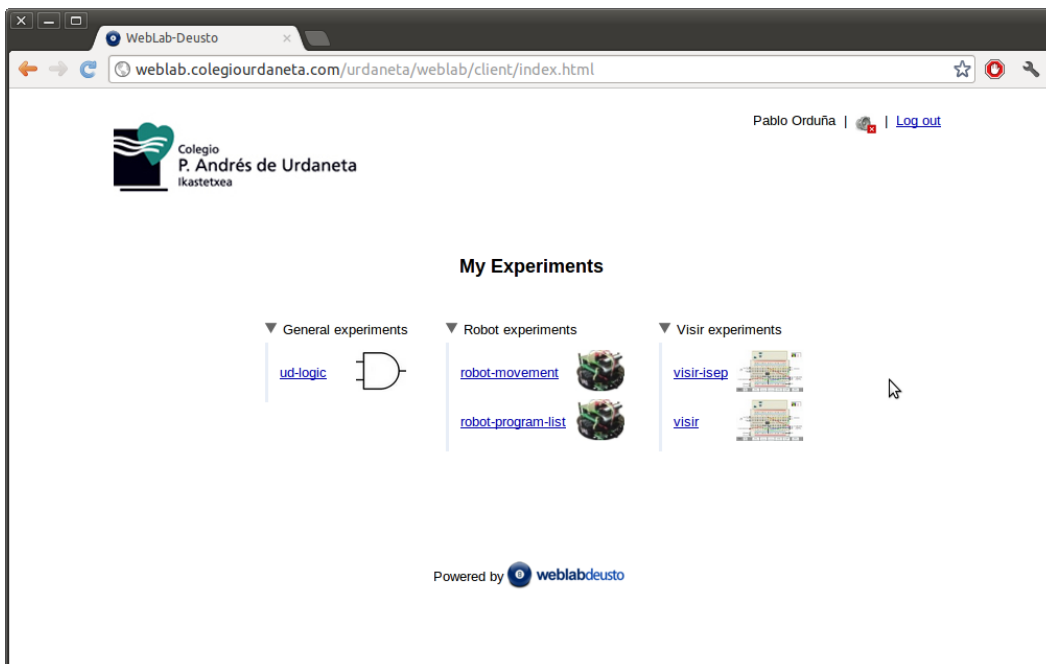 WebLab-Deusto
weblab.colegiourdaneta.com/urdaneta/weblab/client/index.html
Pablo Orduña | | Log out
Colegio
P. Andrés de Urdaneta
Ikastetxea
My Experiments
General experiments
ud-logic
Robot experiments
robot-movement
robot-program-list
Visir experiments
visir-isep
visir
Powered by weblabdeusto